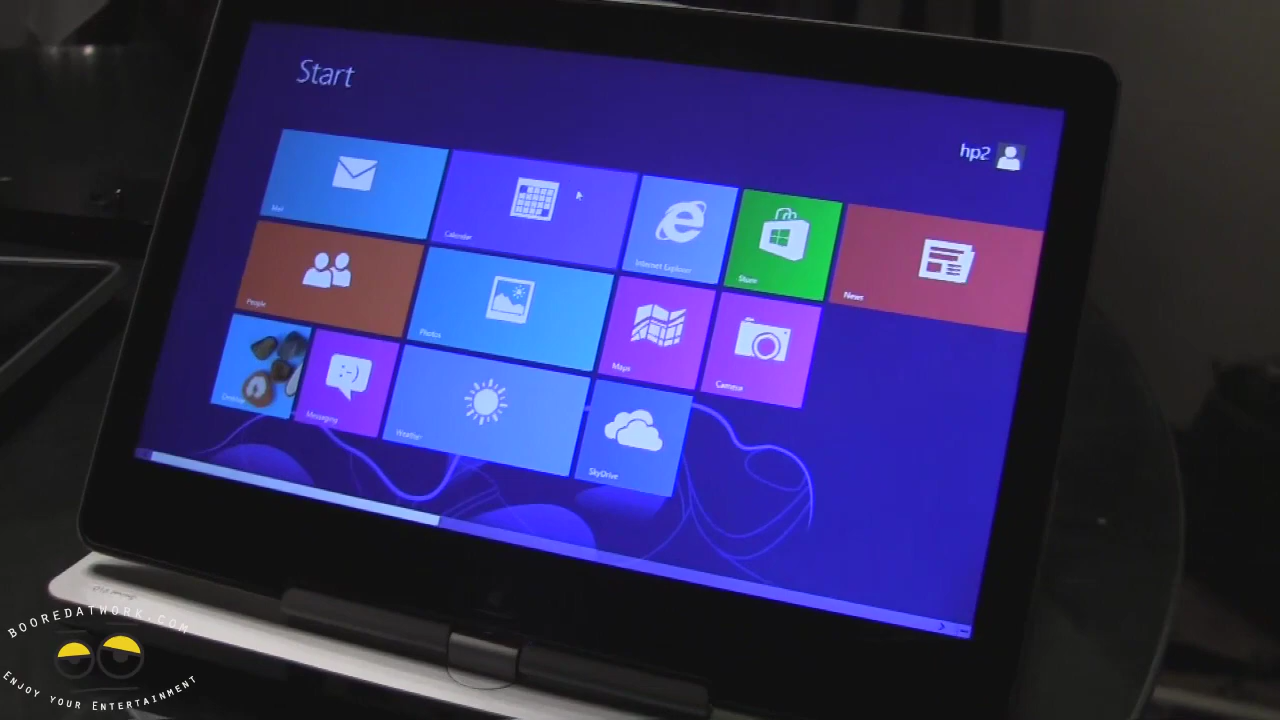 Start
hp2
Mail
Calendar
Internet Explorer
Store
News
People
Photos
Maps
Camera
Desktop
Messaging
Weather
SkyDrive
:-)
BOOREDATWORK.COM
ENJOY YOUR ENTERTAINMENT